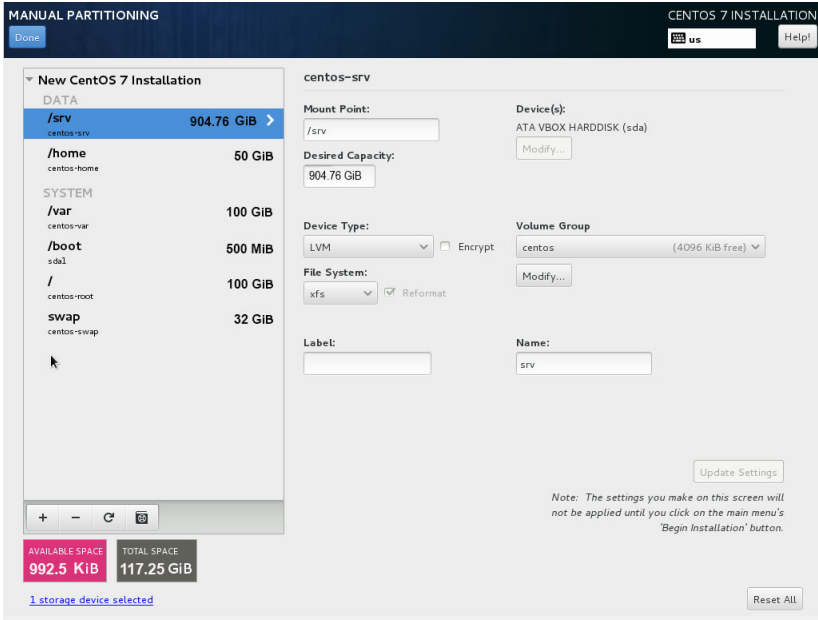 MANUAL PARTITIONING
CENTOS 7 INSTALLATION
Done
us
Help!
New CentOS 7 Installation
DATA
/srv
904.76 GiB
centos-srv
/home
50 GiB
centos-home
SYSTEM
/var
100 GiB
centos-var
/boot
500 MiB
sda1
/
100 GiB
centos-root
swap
32 GiB
centos-swap
+ −
AVAILABLE SPACE
992.5 KiB
TOTAL SPACE
117.25 GiB
1 storage device selected
centos-srv
Mount Point:
/srv
Device(s):
ATA VBOX HARDDISK (sda)
Modify...
Desired Capacity:
904.76 GiB
Device Type:
LVM
Encrypt
Volume Group
centos (4096 KiB free)
Modify...
File System:
xfs
Reformat
Label:
Name:
srv
Update Settings
Note: The settings you make on this screen will
not be applied until you click on the main menu's
'Begin Installation' button.
Reset All